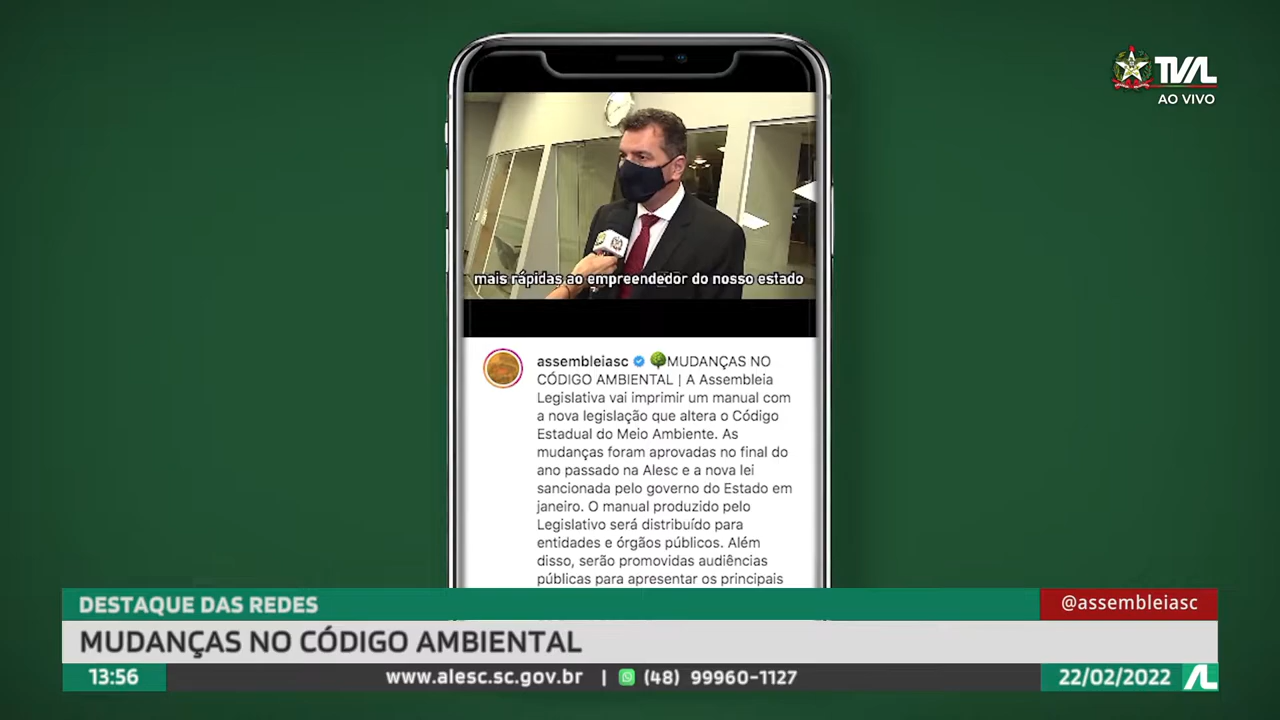 TVAL
AO VIVO
mais rápidas ao empreendedor do nosso estado
assembleiasc MUDANÇAS NO
CÓDIGO AMBIENTAL | A Assembleia
Legislativa vai imprimir um manual com
a nova legislação que altera o Código
Estadual do Meio Ambiente. As
mudanças foram aprovadas no final do
ano passado na Alesc e a nova lei
sancionada pelo governo do Estado em
janeiro. O manual produzido pelo
Legislativo será distribuído para
entidades e órgãos públicos. Além
disso, serão promovidas audiências
públicas para apresentar os principais
DESTAQUE DAS REDES
@assembleiasc
MUDANÇAS NO CÓDIGO AMBIENTAL
13:56
www.alesc.sc.gov.br | (48) 99960-1127
22/02/2022